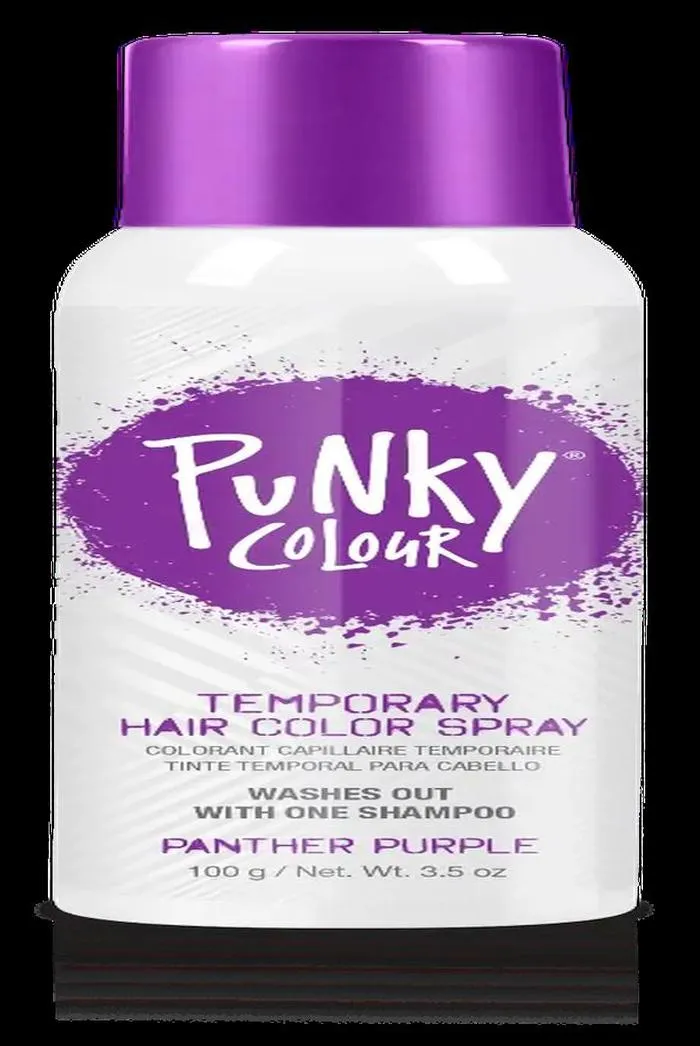 PUNKY
COLOUR
®
TEMPORARY
HAIR COLOR SPRAY
COLORANT CAPILLAIRE TEMPORAIRE
TINTE TEMPORAL PARA CABELLO
WASHES OUT
WITH ONE SHAMPOO
PANTHER PURPLE
100 g / Net. Wt. 3.5 oz